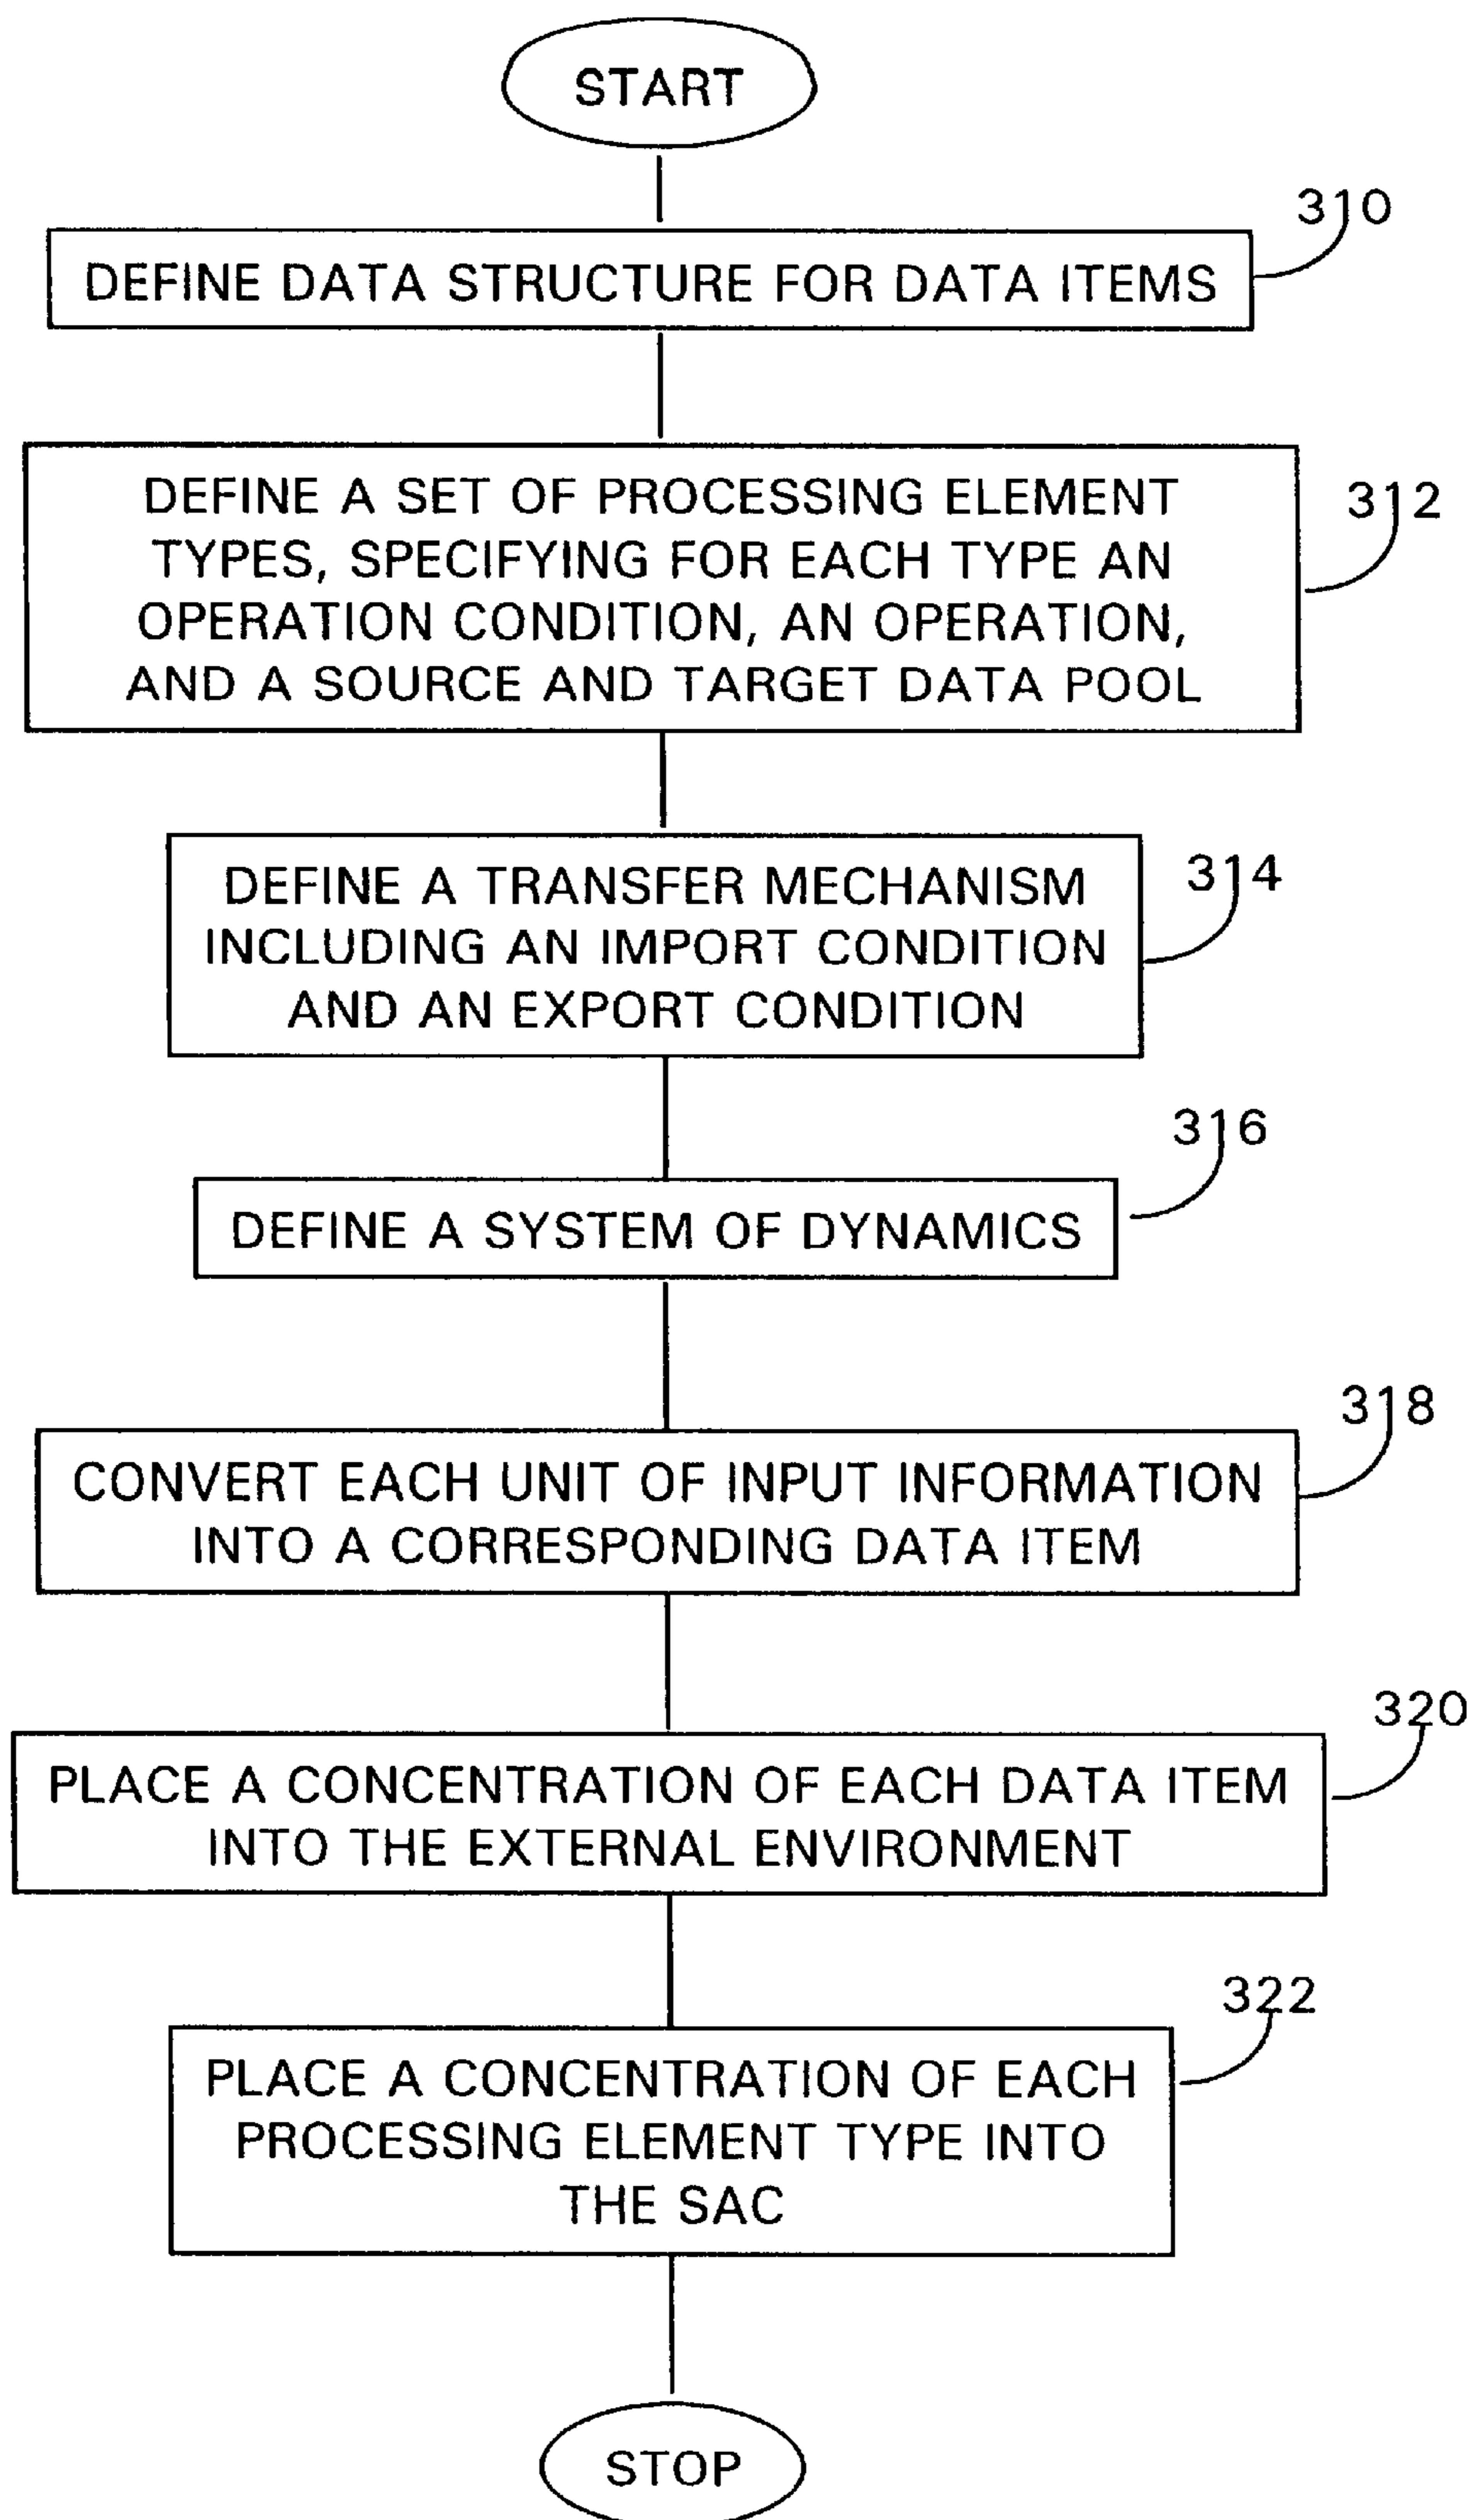 START
310
DEFINE DATA STRUCTURE FOR DATA ITEMS
312
DEFINE A SET OF PROCESSING ELEMENT
TYPES, SPECIFYING FOR EACH TYPE AN
OPERATION CONDITION, AN OPERATION,
AND A SOURCE AND TARGET DATA POOL
314
DEFINE A TRANSFER MECHANISM
INCLUDING AN IMPORT CONDITION
AND AN EXPORT CONDITION
316
DEFINE A SYSTEM OF DYNAMICS
318
CONVERT EACH UNIT OF INPUT INFORMATION
INTO A CORRESPONDING DATA ITEM
320
PLACE A CONCENTRATION OF EACH DATA ITEM
INTO THE EXTERNAL ENVIRONMENT
322
PLACE A CONCENTRATION OF EACH
PROCESSING ELEMENT TYPE INTO
THE SAC
STOP